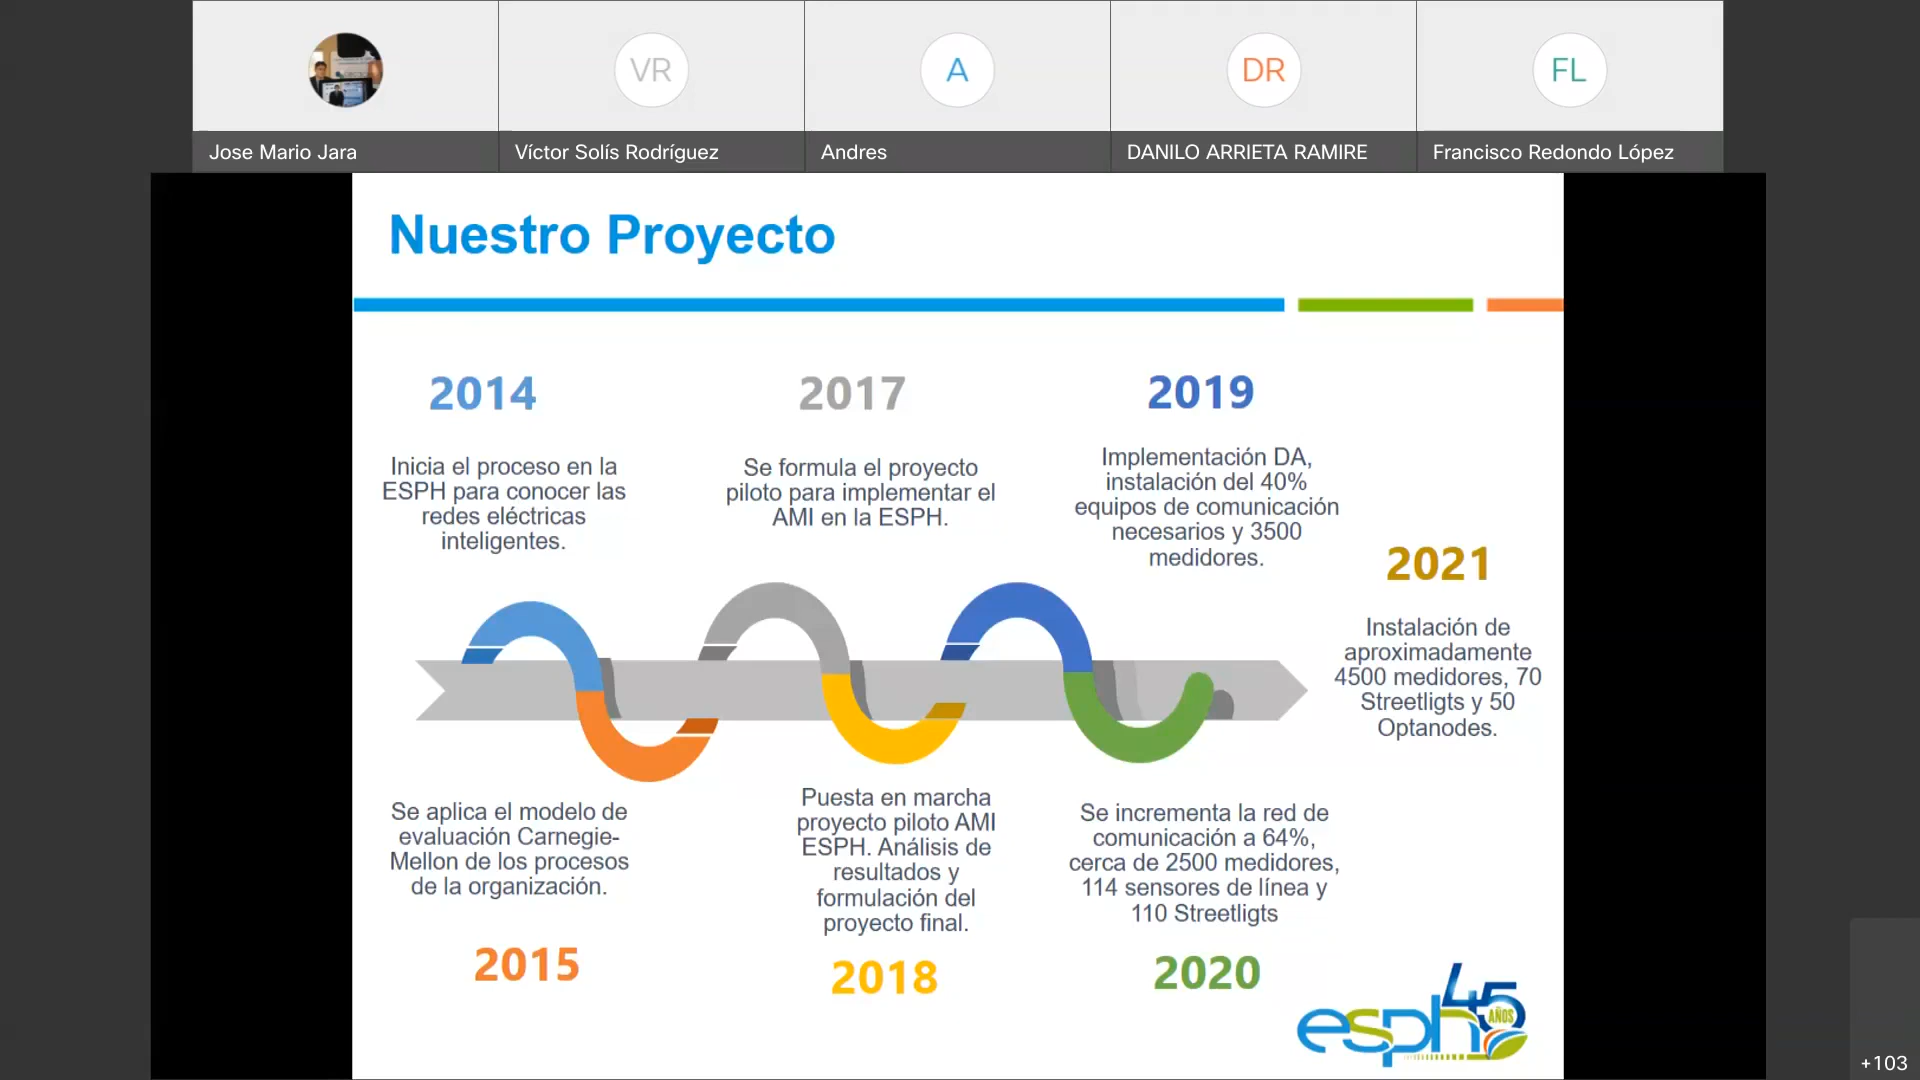 VR
A
DR
FL
Jose Mario Jara
Víctor Solís Rodríguez
Andres
DANILO ARRIETA RAMIRE
Francisco Redondo López
Nuestro Proyecto
2014
Inicia el proceso en la
ESPH para conocer las
redes eléctricas
inteligentes.
2017
Se formula el proyecto
piloto para implementar el
AMI en la ESPH.
2019
Implementación DA,
instalación del 40%
equipos de comunicación
necesarios y 3500
medidores.
2021
Instalación de
aproximadamente
4500 medidores, 70
Streetligts y 50
Optanodes.
Se aplica el modelo de
evaluación Carnegie-
Mellon de los procesos
de la organización.
2015
Puesta en marcha
proyecto piloto AMI
ESPH. Análisis de
resultados y
formulación del
proyecto final.
2018
Se incrementa la red de
comunicación a 64%,
cerca de 2500 medidores,
114 sensores de línea y
110 Streetligts
2020
esph
45
AÑOS
+103